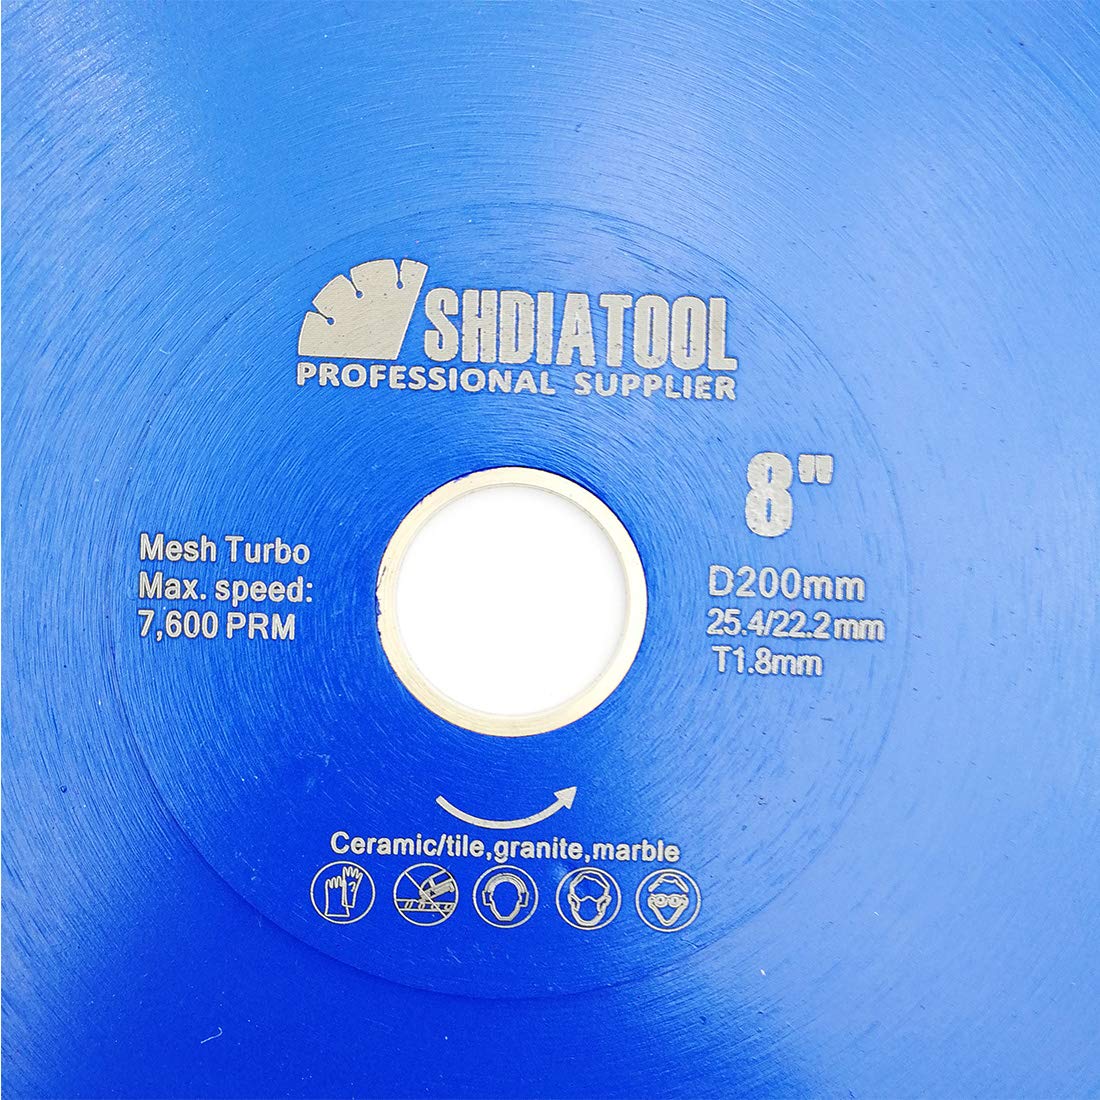 SHDIATOOL
PROFESSIONAL SUPPLIER
8"
Mesh Turbo
Max. speed:
7,600 PRM
D200mm
25.4/22.2mm
T1.8mm
Ceramic/tile,granite,marble